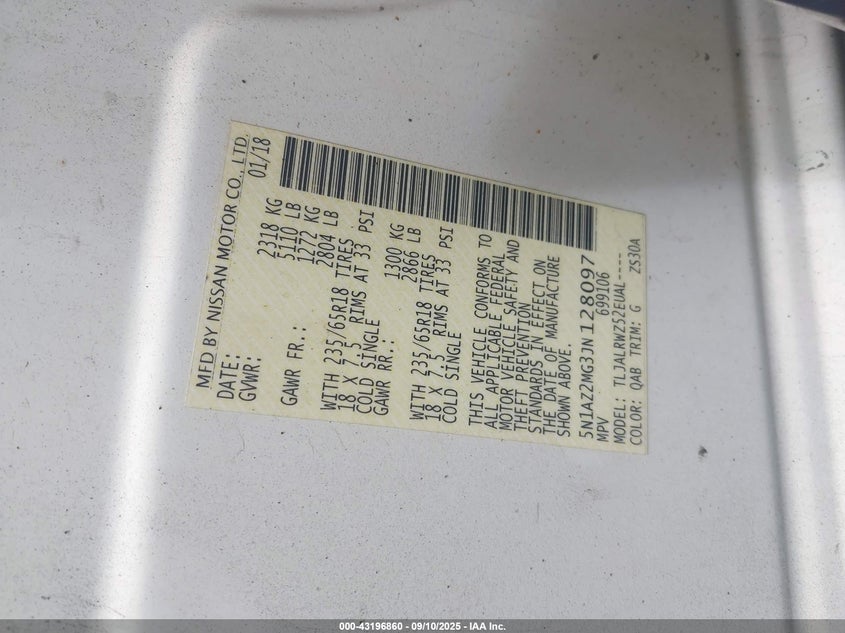 MFD BY NISSAN MOTOR CO., LTD.
DATE: 01/18
GVWR: 2318 KG
5110 LB
GAWR FR.: 1272 KG
2804 LB
WITH 235/65R18 TIRES
18 X 7.5 RIMS AT 33 PSI
COLD SINGLE
GAWR RR.: 1300 KG
2866 LB
WITH 235/65R18 TIRES
18 X 7.5 RIMS AT 33 PSI
COLD SINGLE
THIS VEHICLE CONFORMS TO
ALL APPLICABLE FEDERAL
MOTOR VEHICLE SAFETY AND
THEFT PREVENTION
STANDARDS IN EFFECT ON
THE DATE OF MANUFACTURE
SHOWN ABOVE.
5N1AZ2MG3JN128097
MPV 699106
MODEL: TLJALRWZ52EUAL----
COLOR: QAB TRIM: G ZS30A
000-43196860 - 09/10/2025 - IAA Inc.